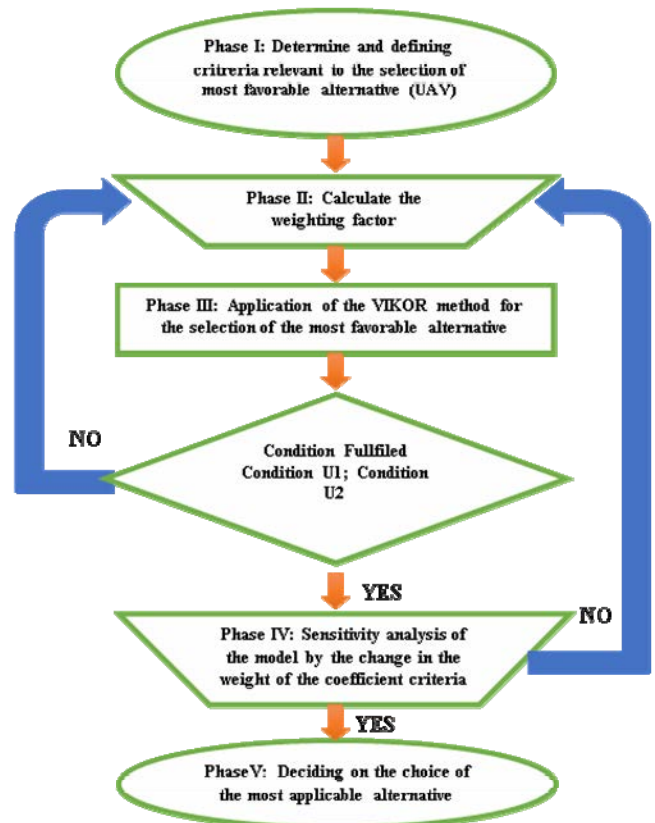 Phase I: Determine and defining
critreria relevant to the selection of
most favorable alternative (UAV)
Phase II: Calculate the
weighting factor
Phase III: Application of the VIKOR method for
the selection of the most favorable alternative
NO
Condition Fullfiled
Condition U1; Condition
U2
YES
NO
Phase IV: Sensitivity analysis of
the model by the change in the
weight of the coefficient criteria
YES
Phase V: Deciding on the choice of
the most applicable alternative